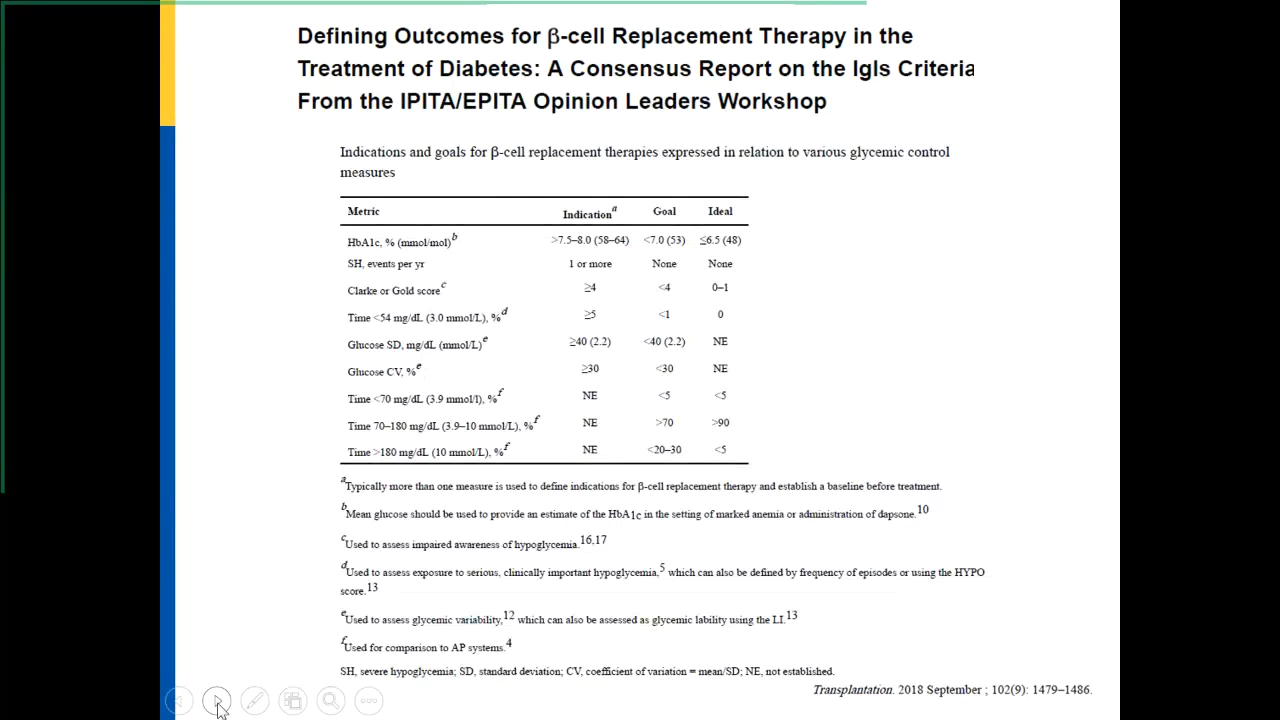 Defining Outcomes for β-cell Replacement Therapy in the
Treatment of Diabetes: A Consensus Report on the Igls Criteria
From the IPITA/EPITA Opinion Leaders Workshop
Indications and goals for β-cell replacement therapies expressed in relation to various glycemic control
measures
Metric Indicationa Goal Ideal
HbA1c, % (mmol/mol)b >7.5–8.0 (58–64) <7.0 (53) ≤6.5 (48)
SH, events per yr 1 or more None None
Clarke or Gold scorec ≥4 <4 0–1
Time <54 mg/dL (3.0 mmol/L), %d ≥5 <1 0
Glucose SD, mg/dL (mmol/L)e ≥40 (2.2) <40 (2.2) NE
Glucose CV, %e ≥30 <30 NE
Time <70 mg/dL (3.9 mmol/l), %f NE <5 <5
Time 70–180 mg/dL (3.9–10 mmol/L), %f NE >70 >90
Time >180 mg/dL (10 mmol/L), %f NE <20–30 <5
aTypically more than one measure is used to define indications for β-cell replacement therapy and establish a baseline before treatment.
bMean glucose should be used to provide an estimate of the HbA1c in the setting of marked anemia or administration of dapsone.10
cUsed to assess impaired awareness of hypoglycemia.16,17
dUsed to assess exposure to serious, clinically important hypoglycemia,5 which can also be defined by frequency of episodes or using the HYPO
score.13
eUsed to assess glycemic variability,12 which can also be assessed as glycemic lability using the LI.13
fUsed for comparison to AP systems.4
SH, severe hypoglycemia; SD, standard deviation; CV, coefficient of variation = mean/SD; NE, not established.
Transplantation. 2018 September ; 102(9): 1479–1486.